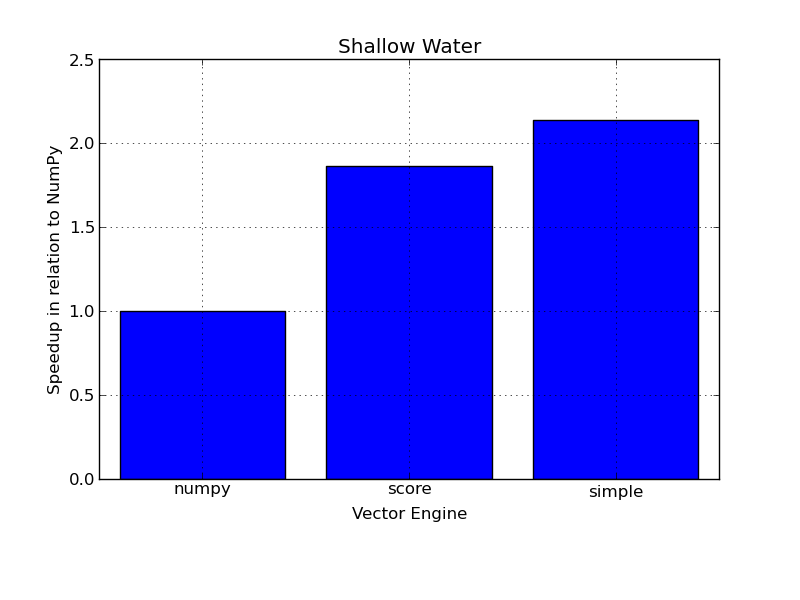 Shallow Water
2.5
2.0
1.5
1.0
0.5
0.0
Speedup in relation to NumPy
numpy score simple
Vector Engine